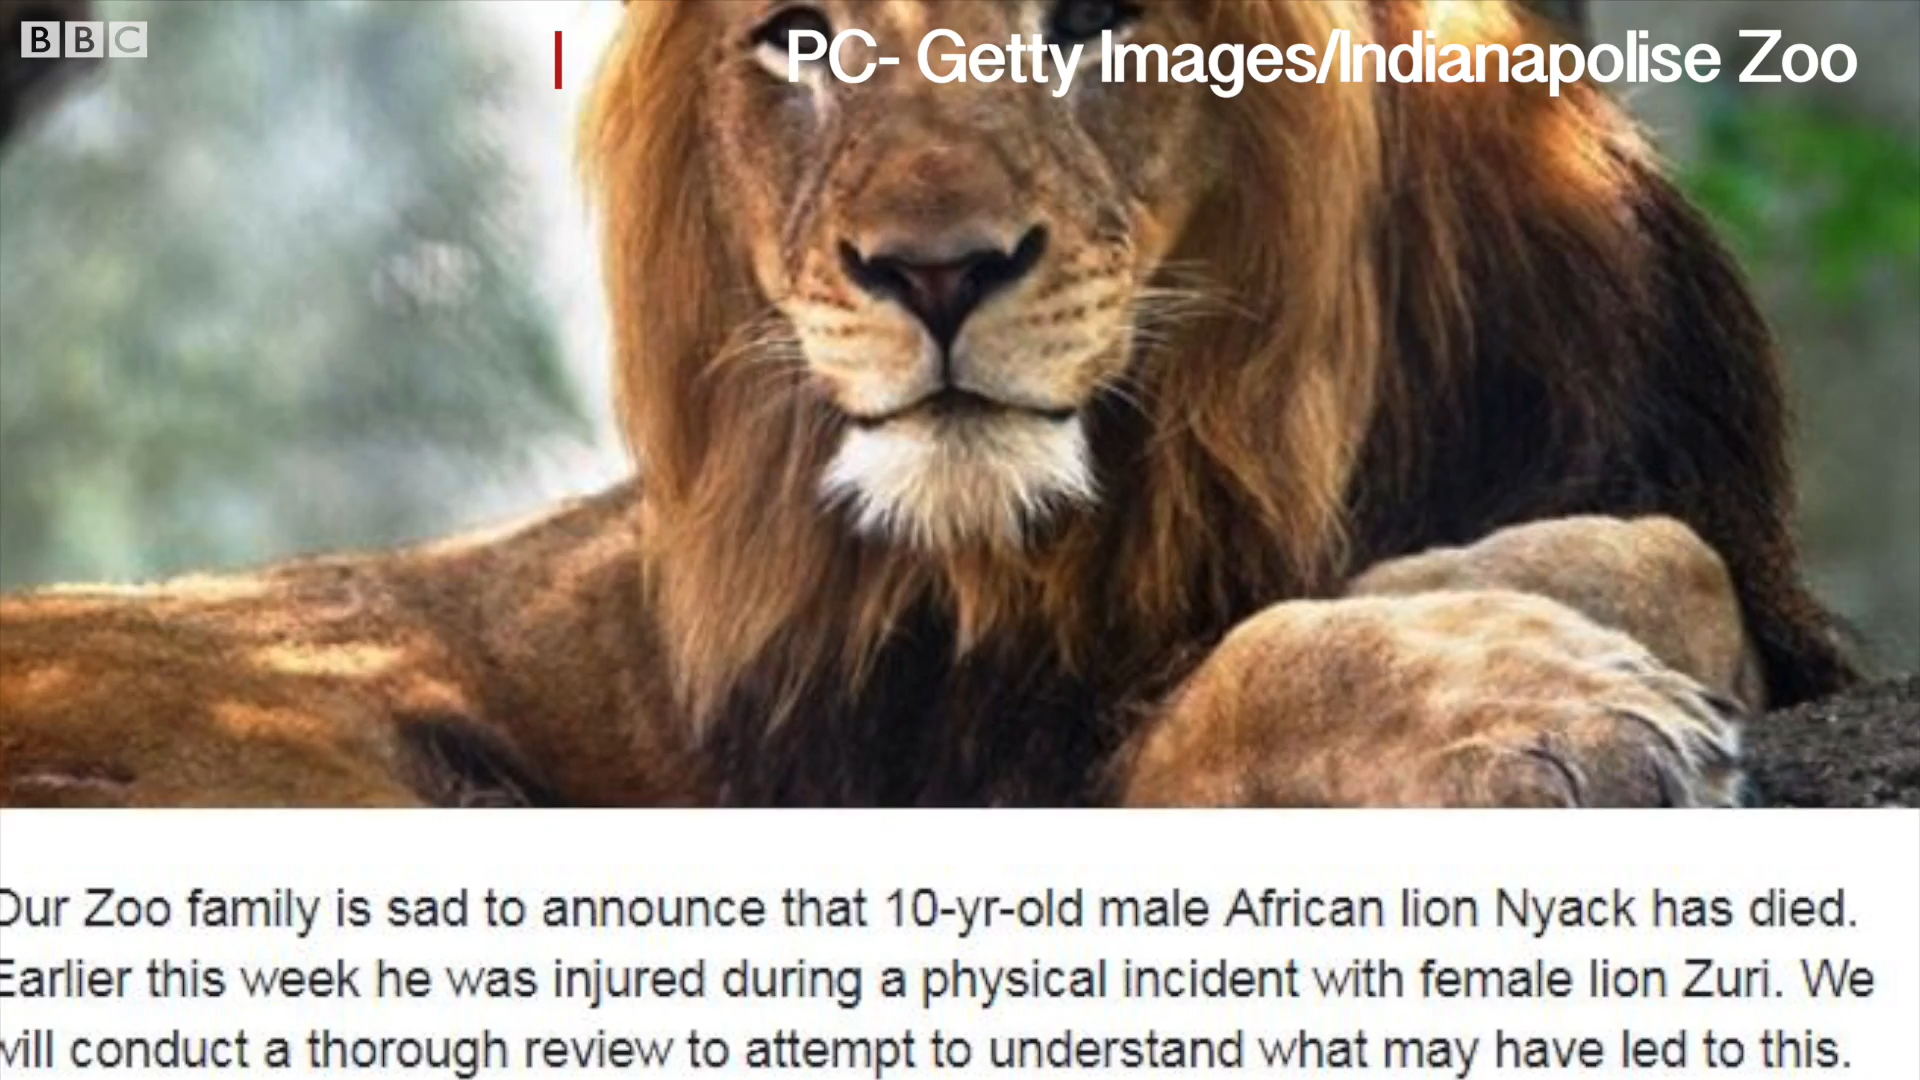 BBC
PC- Getty Images/Indianapolise Zoo
Our Zoo family is sad to announce that 10-yr-old male African lion Nyack has died.
Earlier this week he was injured during a physical incident with female lion Zuri. We
will conduct a thorough review to attempt to understand what may have led to this.